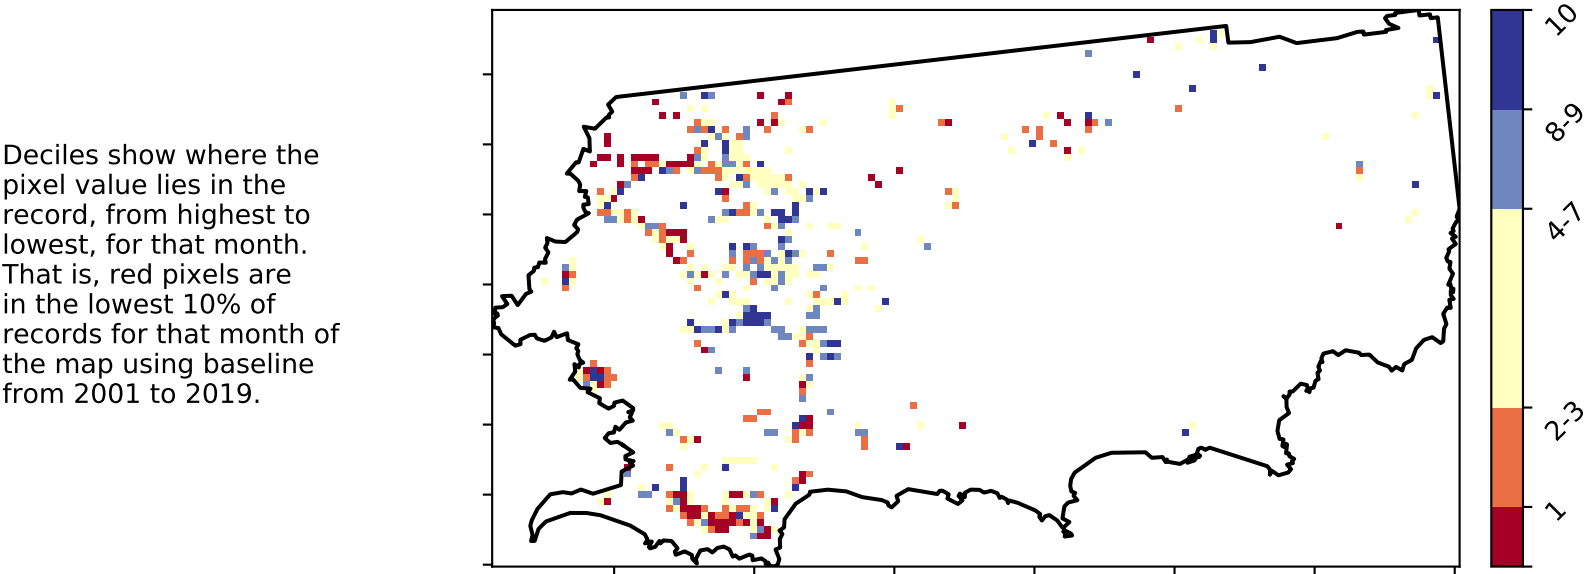 Deciles show where the
pixel value lies in the
record, from highest to
lowest, for that month.
That is, red pixels are
in the lowest 10% of
records for that month of
the map using baseline
from 2001 to 2019.
10
8-9
4-7
2-3
1